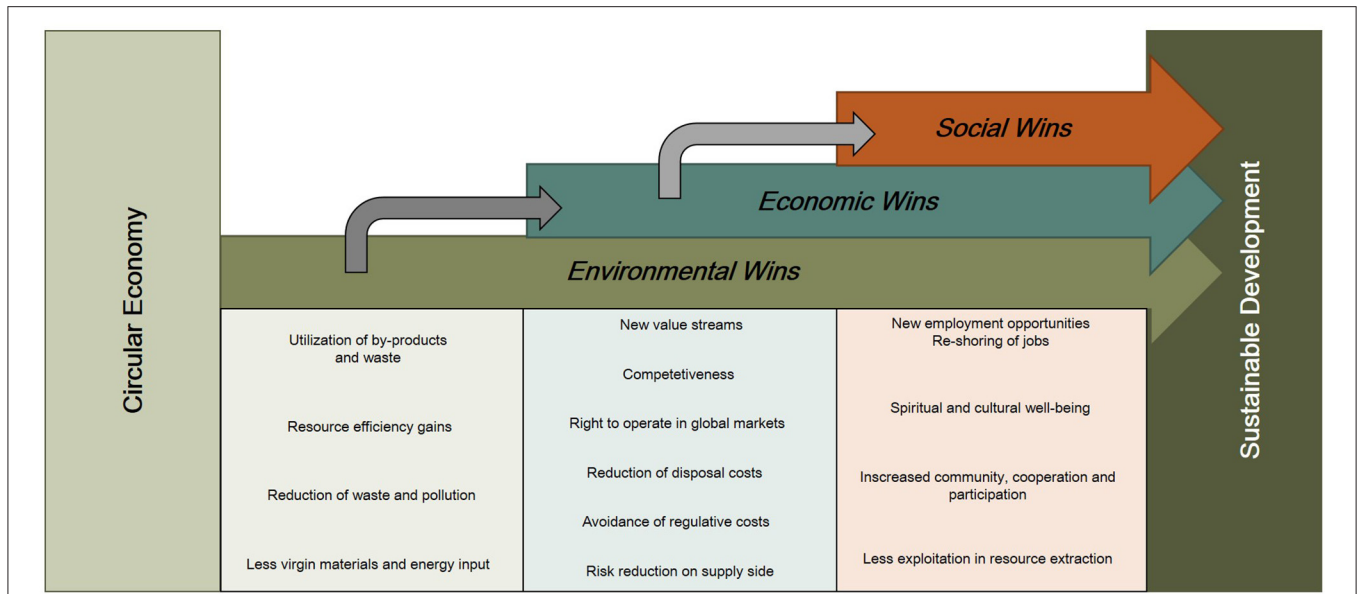 Circular Economy
Social Wins
Economic Wins
Environmental Wins
Utilization of by-products
and waste
Resource efficiency gains
Reduction of waste and pollution
Less virgin materials and energy input
New value streams
Competetiveness
Right to operate in global markets
Reduction of disposal costs
Avoidance of regulative costs
Risk reduction on supply side
New employment opportunities
Re-shoring of jobs
Spiritual and cultural well-being
Inscreased community, cooperation and
participation
Less exploitation in resource extraction
Sustainable Development